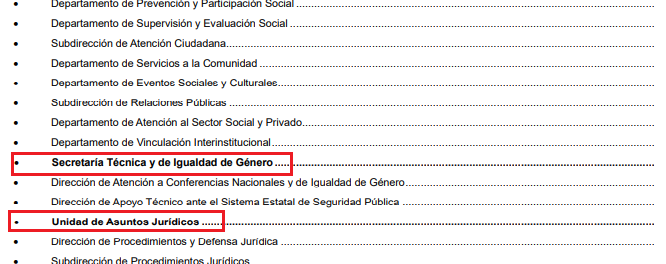 • Departamento de Prevención y Participación Social
• Departamento de Supervisión y Evaluación Social
• Subdirección de Atención Ciudadana
• Departamento de Servicios a la Comunidad
• Departamento de Eventos Sociales y Culturales
• Subdirección de Relaciones Públicas
• Departamento de Atención al Sector Social y Privado
• Departamento de Vinculación Interinstitucional
• Secretaría Técnica y de Igualdad de Género
• Dirección de Atención a Conferencias Nacionales y de Igualdad de Género
• Dirección de Apoyo Técnico ante el Sistema Estatal de Seguridad Pública
• Unidad de Asuntos Jurídicos
• Dirección de Procedimientos y Defensa Jurídica
• Subdirección de Procedimientos Jurídicos